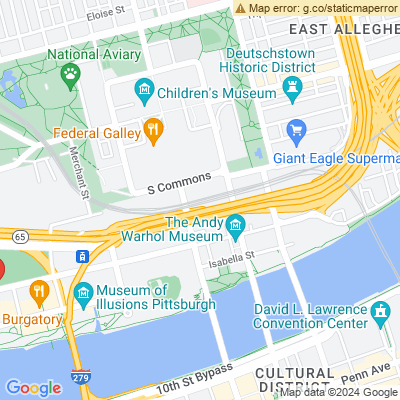 Map error: g.co/staticmaperror
Eloise St
EAST ALLEGHE
National Aviary
Deutschstown
Historic District
Children's Museum
Federal Galley
Giant Eagle Superma
Merchant St
S Commons
The Andy
Warhol Museum
65
Isabella St
Museum of
Illusions Pittsburgh
Burgatory
David L. Lawrence
Convention Center
279
10th St Bypass
CULTURAL
DISTRICT
Penn Ave
Google
Map data ©2024 Google